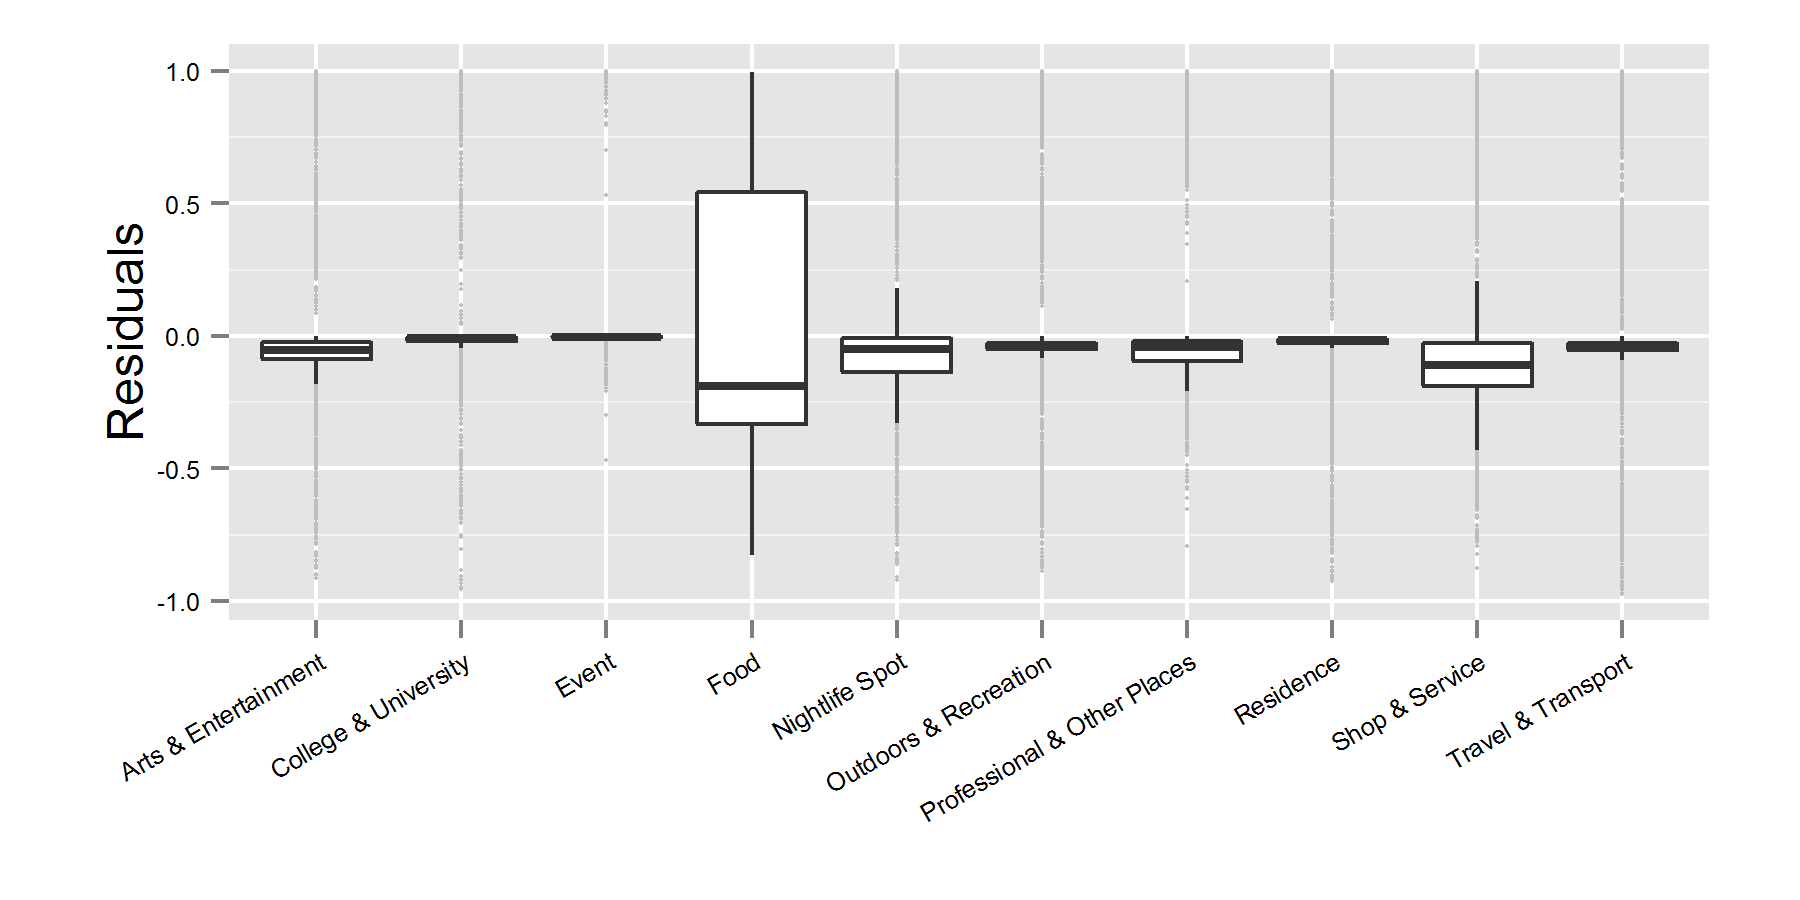 Residuals
1.0
0.5
0.0
-0.5
-1.0
Arts & Entertainment
College & University
Event
Food
Nightlife Spot
Outdoors & Recreation
Professional & Other Places
Residence
Shop & Service
Travel & Transport